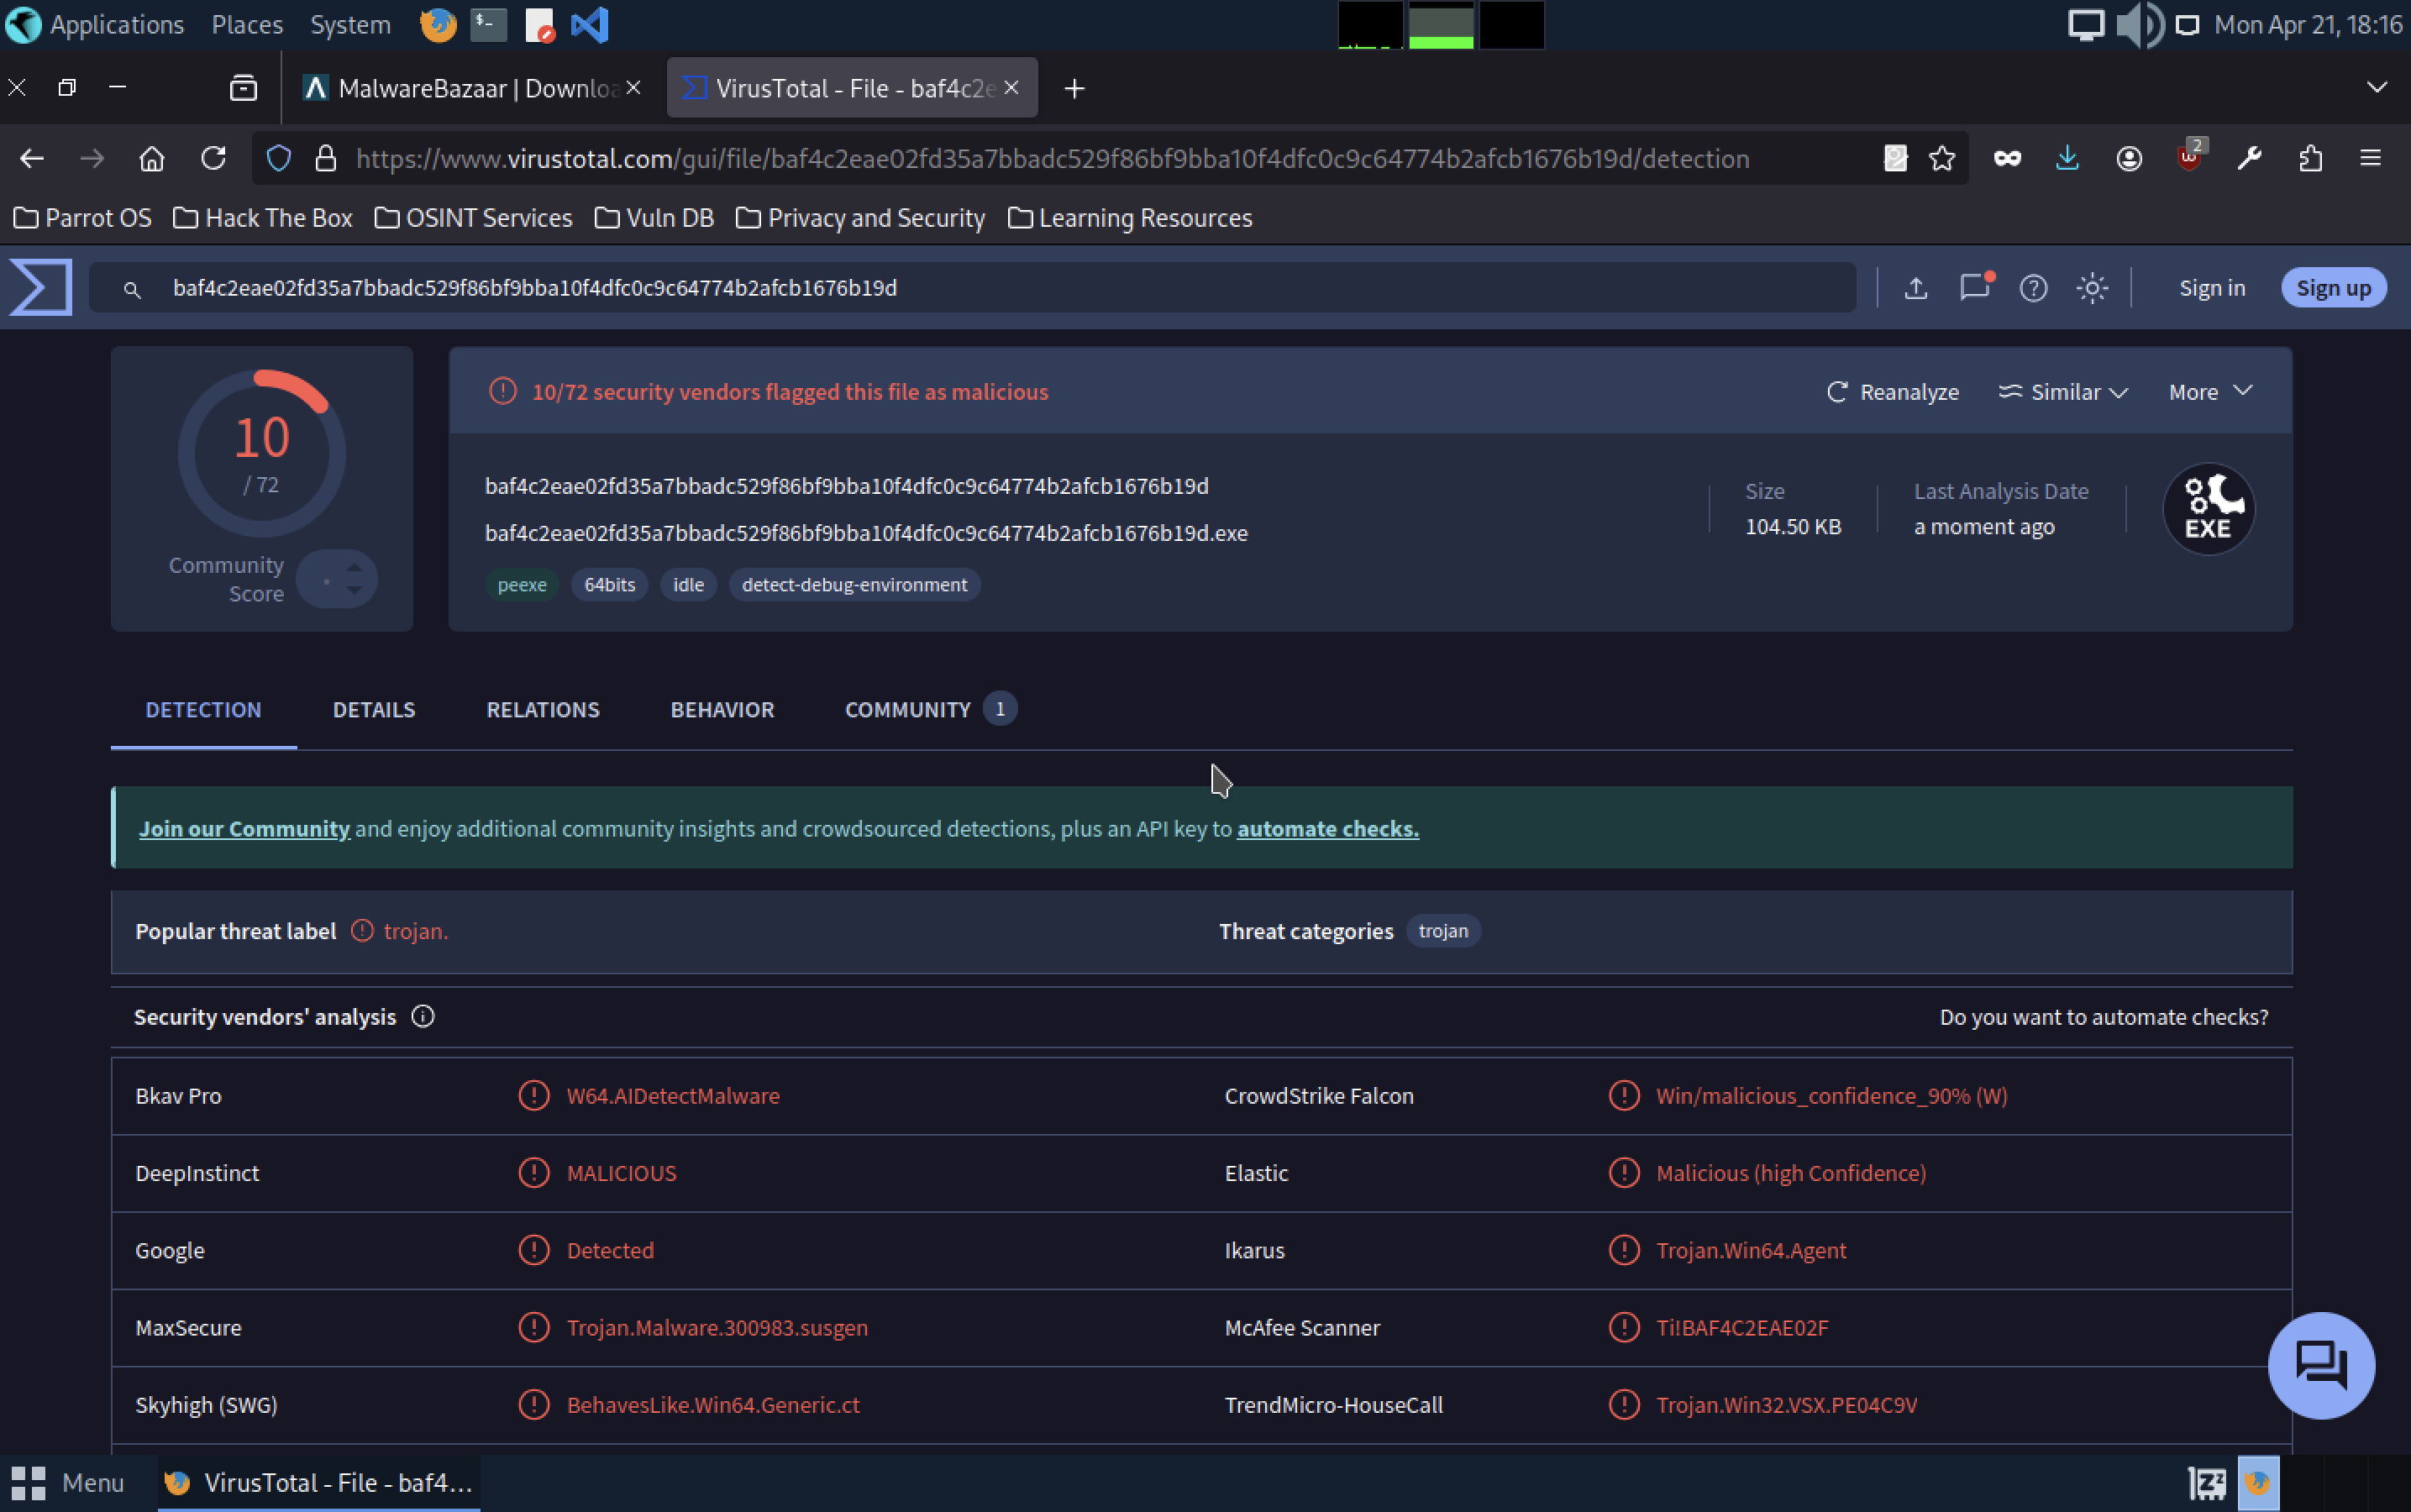 Applications Places System Mon Apr 21, 18:16
MalwareBazaar | Downloa VirusTotal - File - baf4c2e
https://www.virustotal.com/gui/file/baf4c2eae02fd35a7bbadc529f86bf9bba10f4dfc0c9c64774b2afcb1676b19d/detection 2
Parrot OS Hack The Box OSINT Services Vuln DB Privacy and Security Learning Resources
baf4c2eae02fd35a7bbadc529f86bf9bba10f4dfc0c9c64774b2afcb1676b19d Sign in Sign up
10
/ 72
Community
Score
10/72 security vendors flagged this file as malicious Reanalyze Similar More
baf4c2eae02fd35a7bbadc529f86bf9bba10f4dfc0c9c64774b2afcb1676b19d
baf4c2eae02fd35a7bbadc529f86bf9bba10f4dfc0c9c64774b2afcb1676b19d.exe
peexe 64bits idle detect-debug-environment
Size
104.50 KB
Last Analysis Date
a moment ago
EXE
DETECTION DETAILS RELATIONS BEHAVIOR COMMUNITY 1
Join our Community and enjoy additional community insights and crowdsourced detections, plus an API key to automate checks.
Popular threat label trojan. Threat categories trojan
Security vendors' analysis Do you want to automate checks?
Bkav Pro W64.AIDetectMalware CrowdStrike Falcon Win/malicious_confidence_90% (W)
DeepInstinct MALICIOUS Elastic Malicious (high Confidence)
Google Detected Ikarus Trojan.Win64.Agent
MaxSecure Trojan.Malware.300983.susgen McAfee Scanner Ti!BAF4C2EAE02F
Skyhigh (SWG) BehavesLike.Win64.Generic.ct TrendMicro-HouseCall Trojan.Win32.VSX.PE04C9V
Menu VirusTotal - File - baf4...